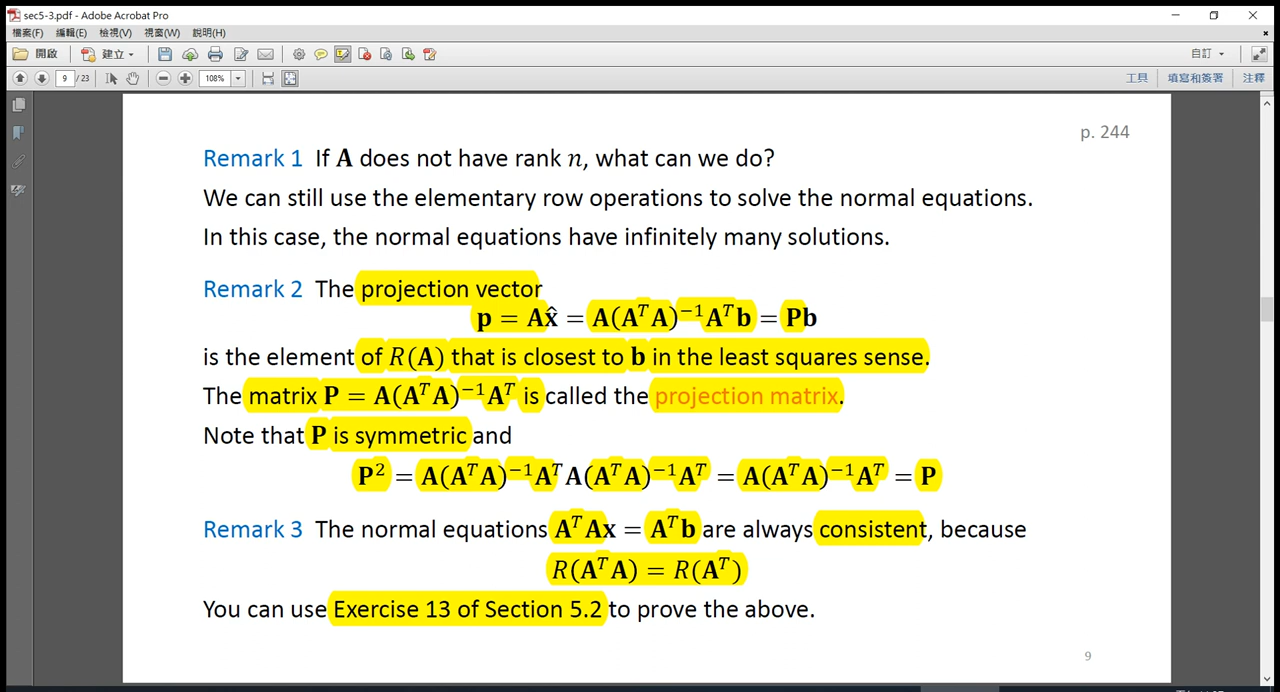 sec5-3.pdf - Adobe Acrobat Pro
檔案(F) 編輯(E) 檢視(V) 視窗(W) 說明(H)
開啟 建立 自訂
9 / 23 108% 工具 填寫和簽署 註釋
p. 244
Remark 1 If A does not have rank n, what can we do?
We can still use the elementary row operations to solve the normal equations.
In this case, the normal equations have infinitely many solutions.
Remark 2 The projection vector
p = Ax̂ = A(AᵀA)⁻¹Aᵀb = Pb
is the element of R(A) that is closest to b in the least squares sense.
The matrix P = A(AᵀA)⁻¹Aᵀ is called the projection matrix.
Note that P is symmetric and
P² = A(AᵀA)⁻¹AᵀA(AᵀA)⁻¹Aᵀ = A(AᵀA)⁻¹Aᵀ = P
Remark 3 The normal equations AᵀAx = Aᵀb are always consistent, because
R(AᵀA) = R(Aᵀ)
You can use Exercise 13 of Section 5.2 to prove the above.
9